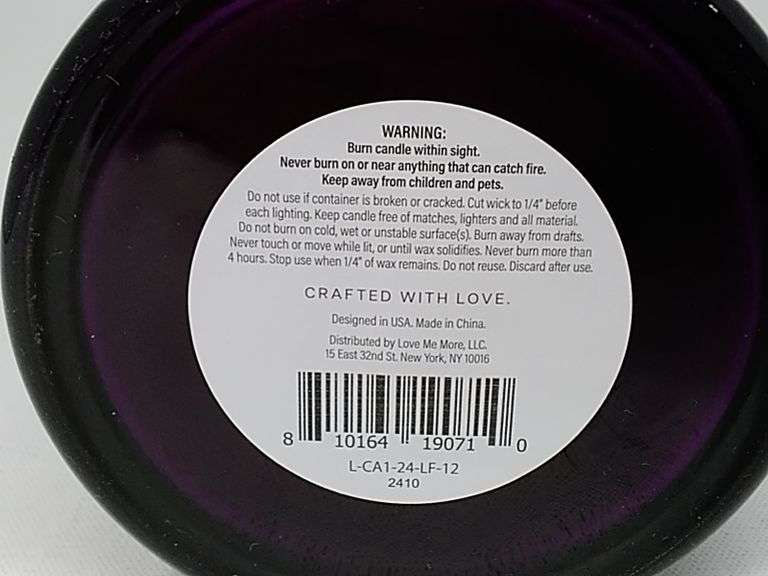 WARNING:
Burn candle within sight.
Never burn on or near anything that can catch fire.
Keep away from children and pets.
Do not use if container is broken or cracked. Cut wick to 1/4" before
each lighting. Keep candle free of matches, lighters and all material.
Do not burn on cold, wet or unstable surface(s). Burn away from drafts.
Never touch or move while lit, or until wax solidifies. Never burn more than
4 hours. Stop use when 1/4" of wax remains. Do not reuse. Discard after use.
CRAFTED WITH LOVE.
Designed in USA. Made in China.
Distributed by Love Me More, LLC.
15 East 32nd St. New York, NY 10016
8 10164 19071 0
L-CA1-24-LF-12
2410